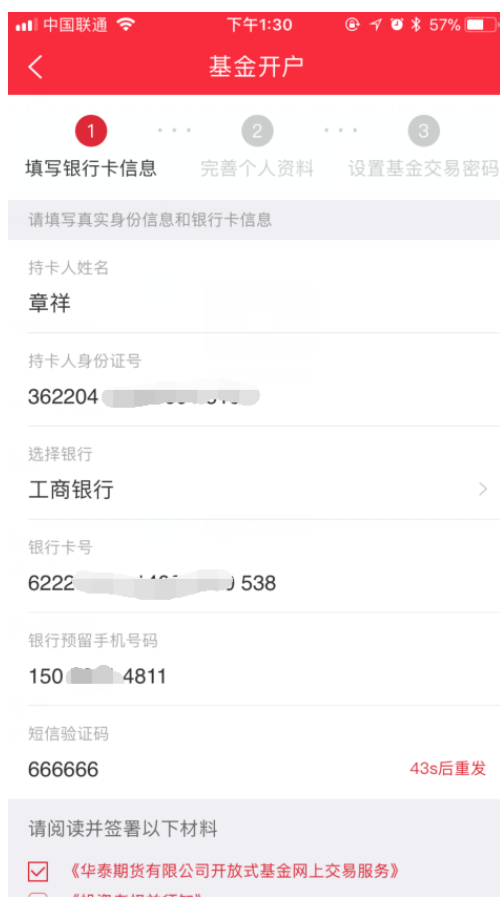 中国联通 下午1:30 57%
基金开户
1 ··· 2 ··· 3
填写银行卡信息 完善个人资料 设置基金交易密码
请填写真实身份信息和银行卡信息
持卡人姓名
章祥
持卡人身份证号
362204
选择银行
工商银行
银行卡号
6222 538
银行预留手机号码
150 4811
短信验证码
666666 43s后重发
请阅读并签署以下材料
《华泰期货有限公司开放式基金网上交易服务》